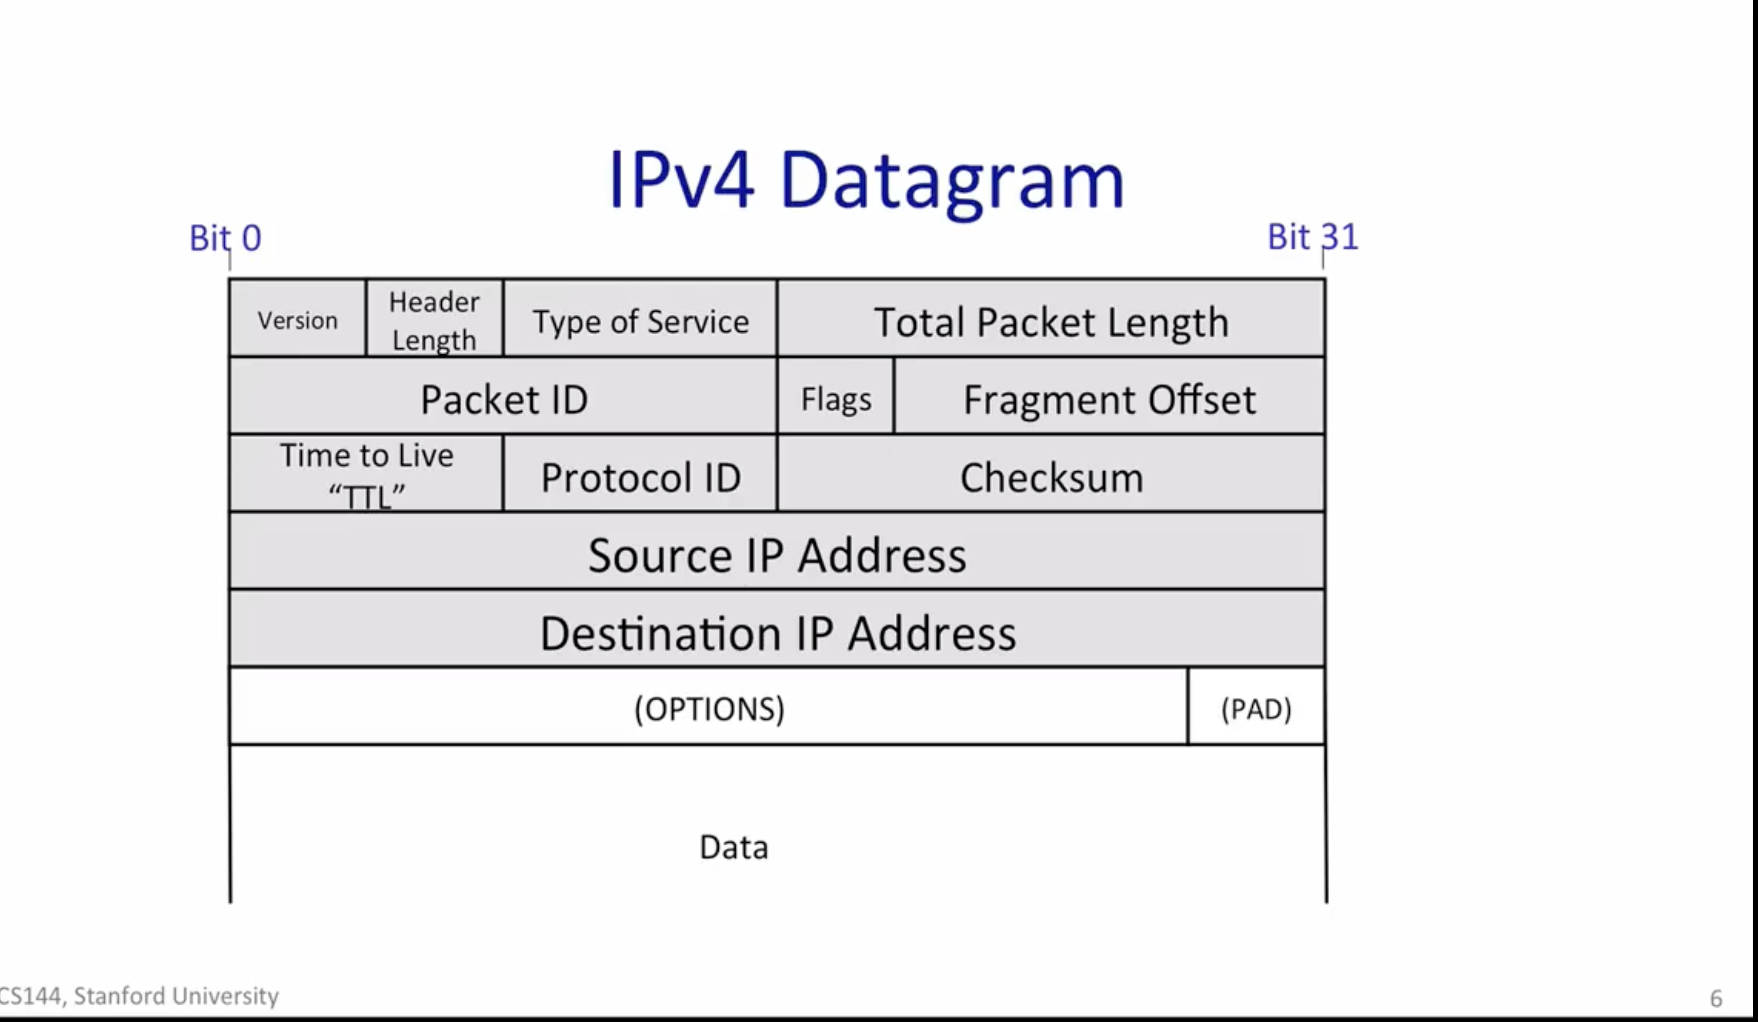 IPv4 Datagram
Bit 0
Bit 31
Version
Header
Length
Type of Service
Total Packet Length
Packet ID
Flags
Fragment Offset
Time to Live
“TTL”
Protocol ID
Checksum
Source IP Address
Destination IP Address
(OPTIONS)
(PAD)
Data
CS144, Stanford University
6